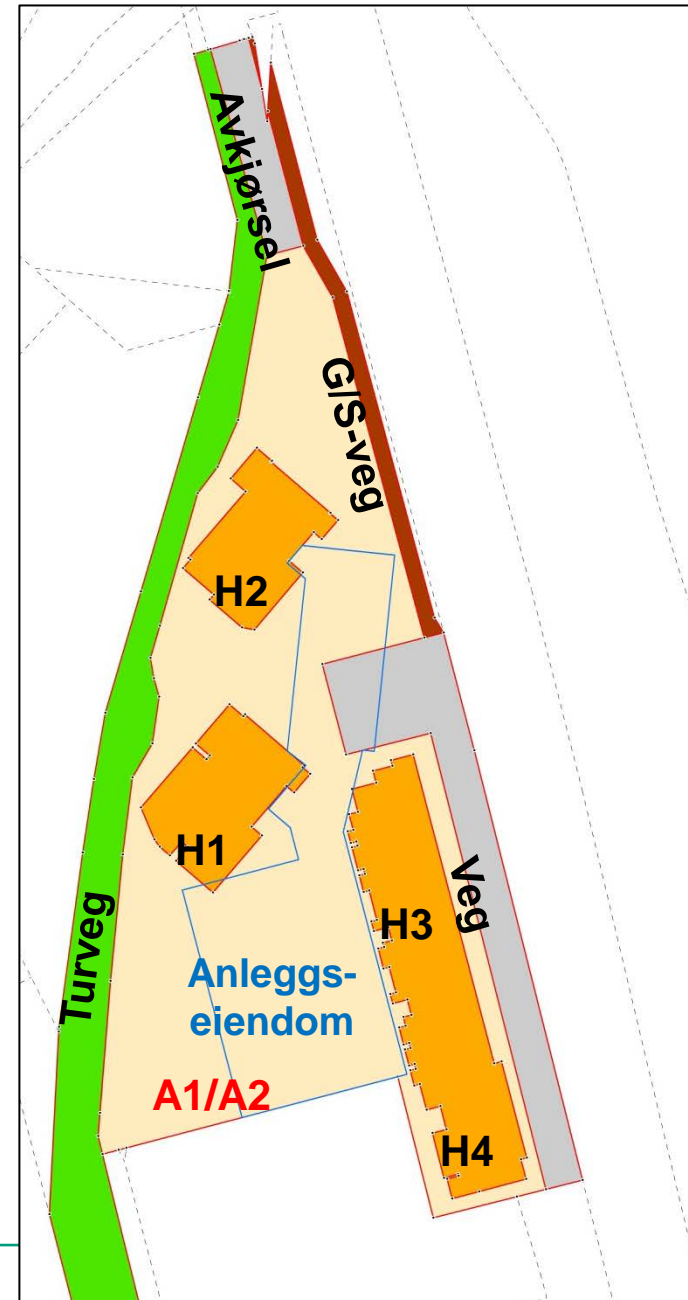 Avkjørsel
G/S-veg
H2
H1
Veg
H3
Turveg
Anleggs-
eiendom
A1/A2
H4